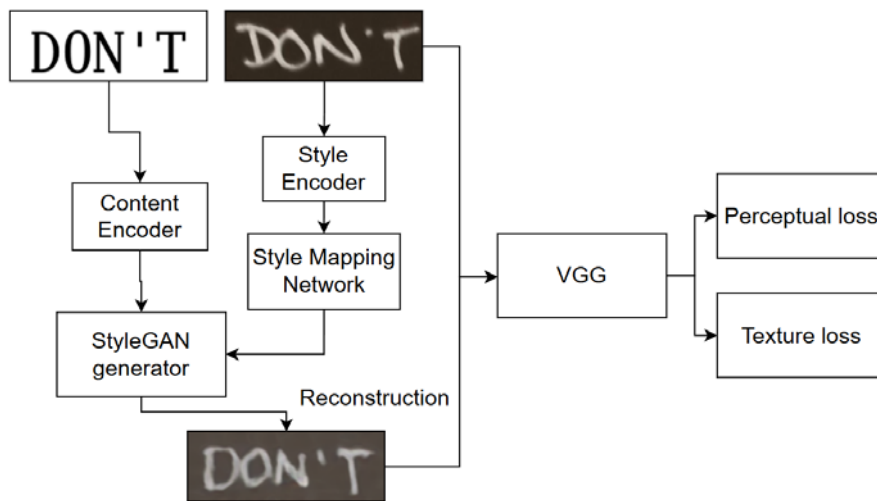 DON'T
DON'T
Style
Encoder
Content
Encoder
Style Mapping
Network
StyleGAN
generator
Reconstruction
DON'T
VGG
Perceptual loss
Texture loss